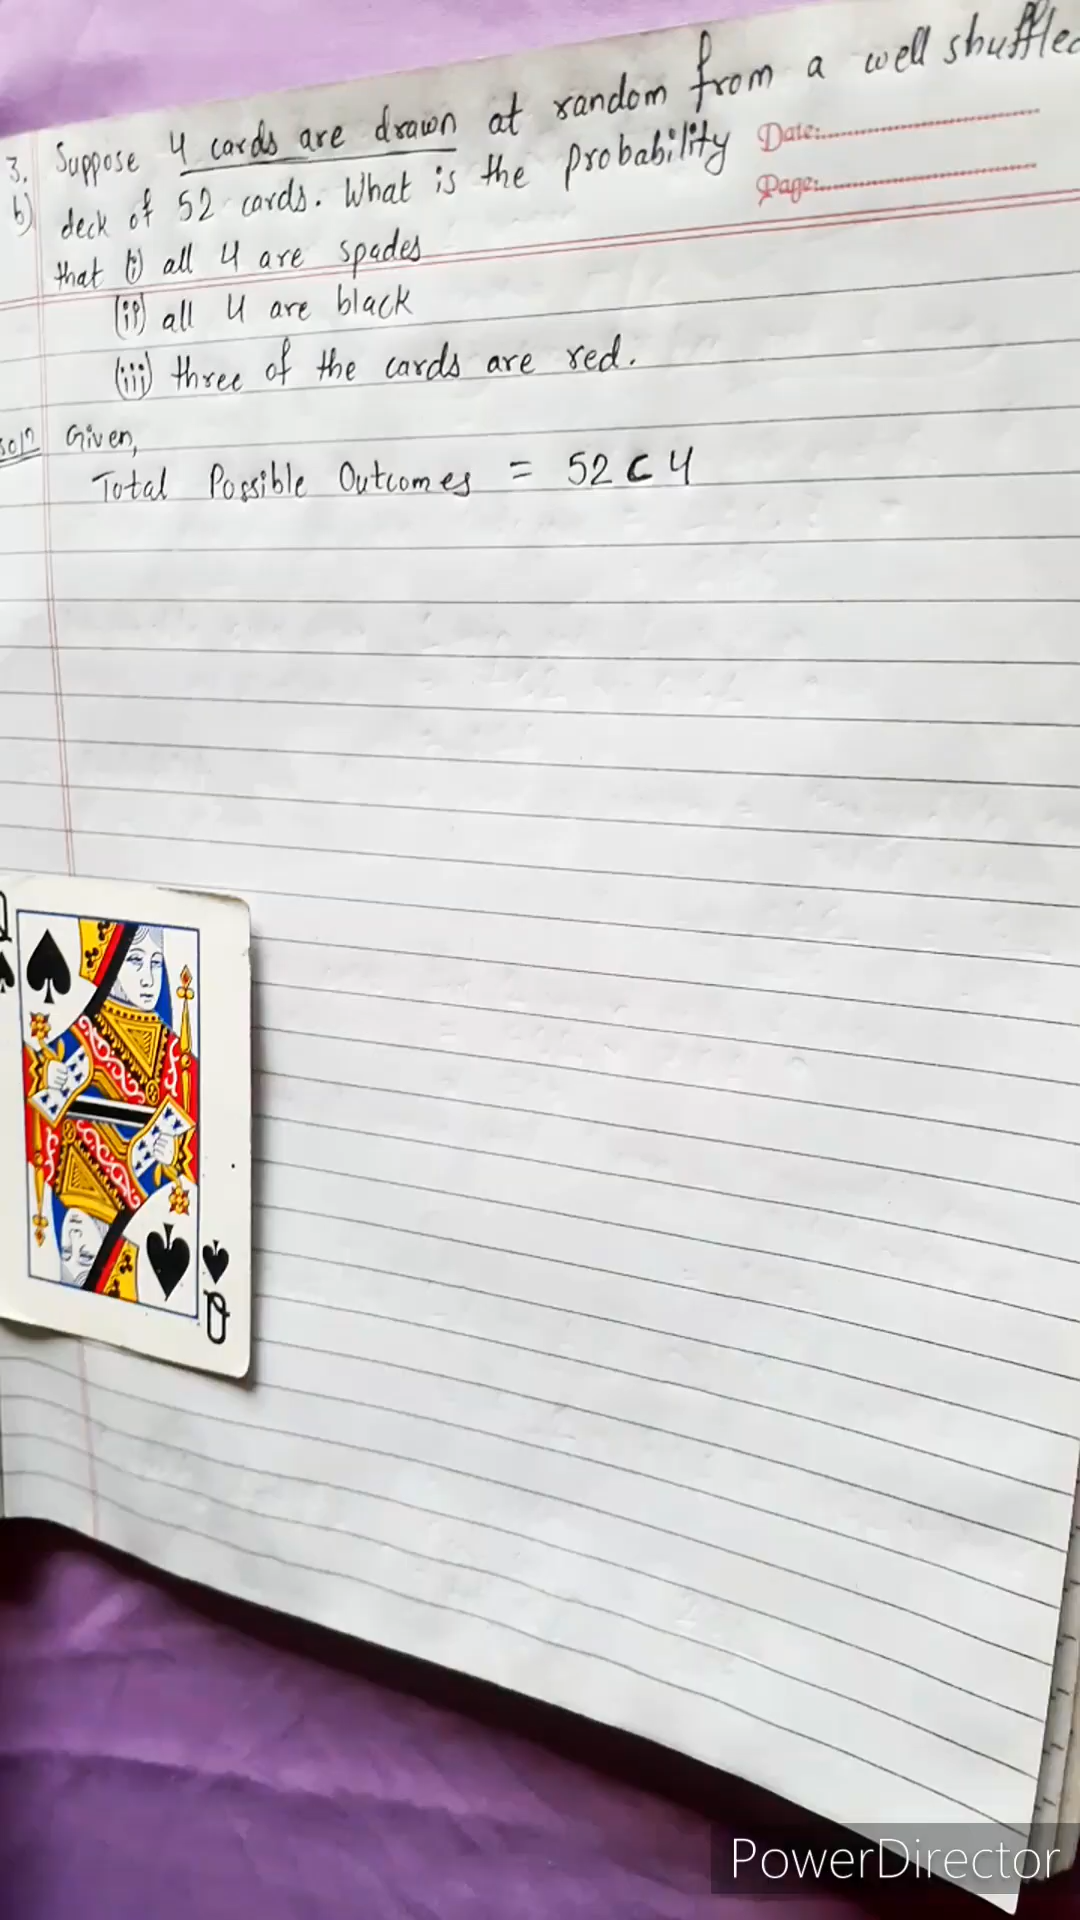 3. Suppose 4 cards are drawn at random from a well shuffled
b) deck of 52 cards. What is the probability
Date:
Page:
that (i) all 4 are spades
(ii) all 4 are black
(iii) three of the cards are red.
Soln Given,
Total Possible Outcomes = 52 C 4
Q
Q
PowerDirector